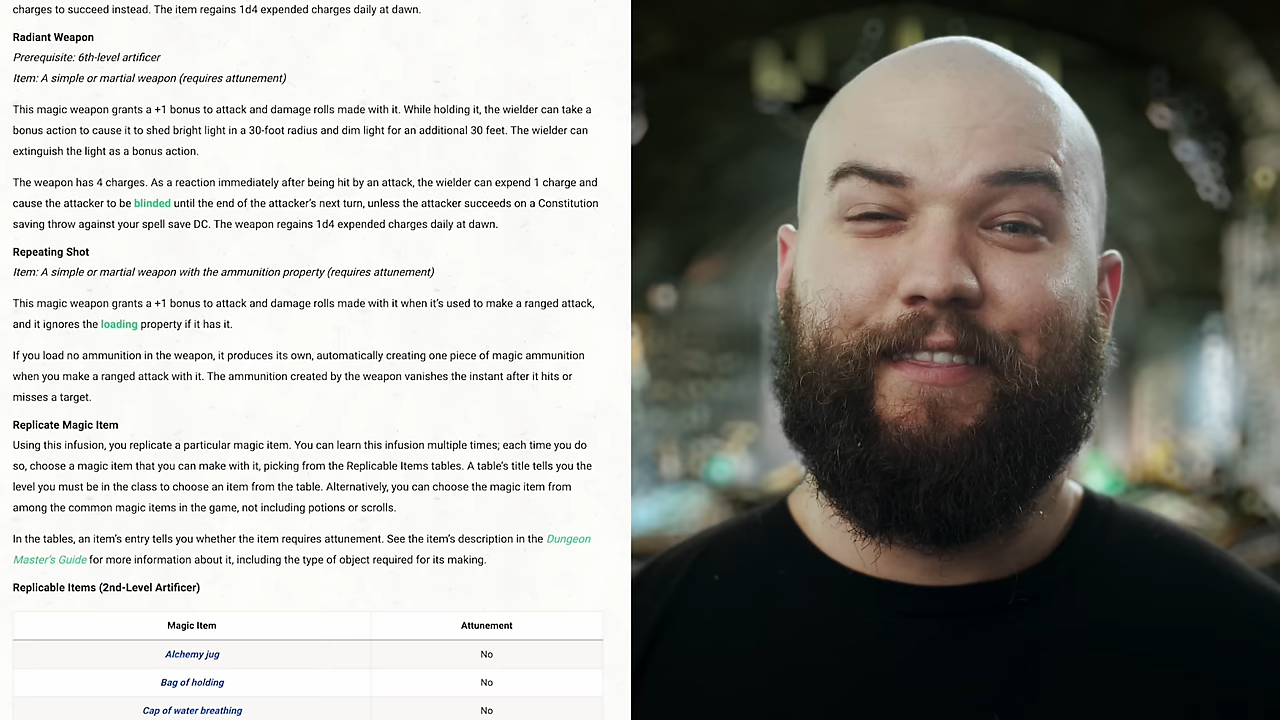 charges to succeed instead. The item regains 1d4 expended charges daily at dawn.
Radiant Weapon
Prerequisite: 6th-level artificer
Item: A simple or martial weapon (requires attunement)
This magic weapon grants a +1 bonus to attack and damage rolls made with it. While holding it, the wielder can take a
bonus action to cause it to shed bright light in a 30-foot radius and dim light for an additional 30 feet. The wielder can
extinguish the light as a bonus action.
The weapon has 4 charges. As a reaction immediately after being hit by an attack, the wielder can expend 1 charge and
cause the attacker to be blinded until the end of the attacker's next turn, unless the attacker succeeds on a Constitution
saving throw against your spell save DC. The weapon regains 1d4 expended charges daily at dawn.
Repeating Shot
Item: A simple or martial weapon with the ammunition property (requires attunement)
This magic weapon grants a +1 bonus to attack and damage rolls made with it when it's used to make a ranged attack,
and it ignores the loading property if it has it.
If you load no ammunition in the weapon, it produces its own, automatically creating one piece of magic ammunition
when you make a ranged attack with it. The ammunition created by the weapon vanishes the instant after it hits or
misses a target.
Replicate Magic Item
Using this infusion, you replicate a particular magic item. You can learn this infusion multiple times; each time you do
so, choose a magic item that you can make with it, picking from the Replicable Items tables. A table's title tells you the
level you must be in the class to choose an item from the table. Alternatively, you can choose the magic item from
among the common magic items in the game, not including potions or scrolls.
In the tables, an item's entry tells you whether the item requires attunement. See the item's description in the Dungeon
Master's Guide for more information about it, including the type of object required for its making.
Replicable Items (2nd-Level Artificer)
Magic Item Attunement
Alchemy jug No
Bag of holding No
Cap of water breathing No